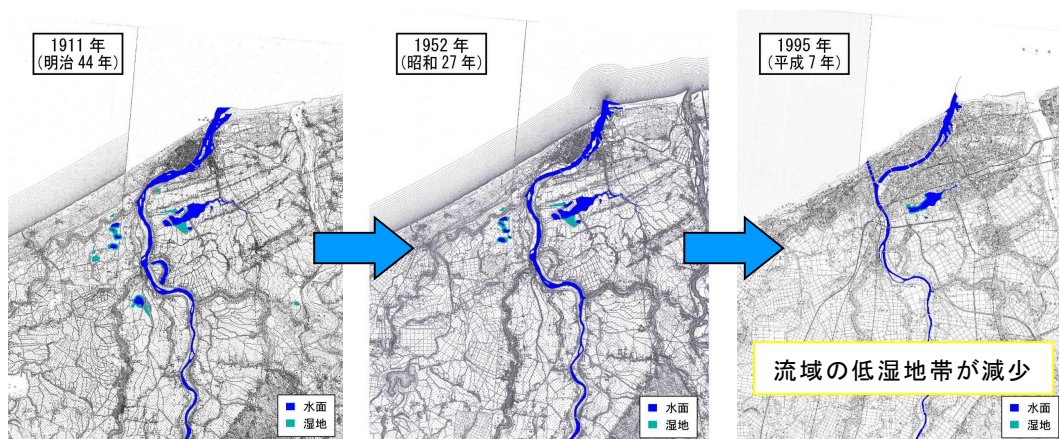 1911 年
(明治 44 年)
1952 年
(昭和 27 年)
1995 年
(平成 7 年)
流域の低湿地帯が減少
水面
湿地
水面
湿地
水面
湿地